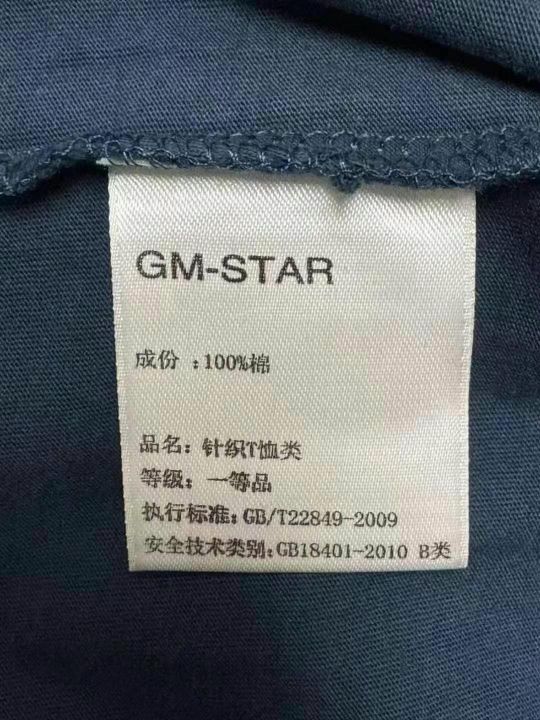 GM-STAR
成份 :100%棉
品名: 针织T恤类
等级: 一等品
执行标准: GB/T22849-2009
安全技术类别: GB18401-2010 B类